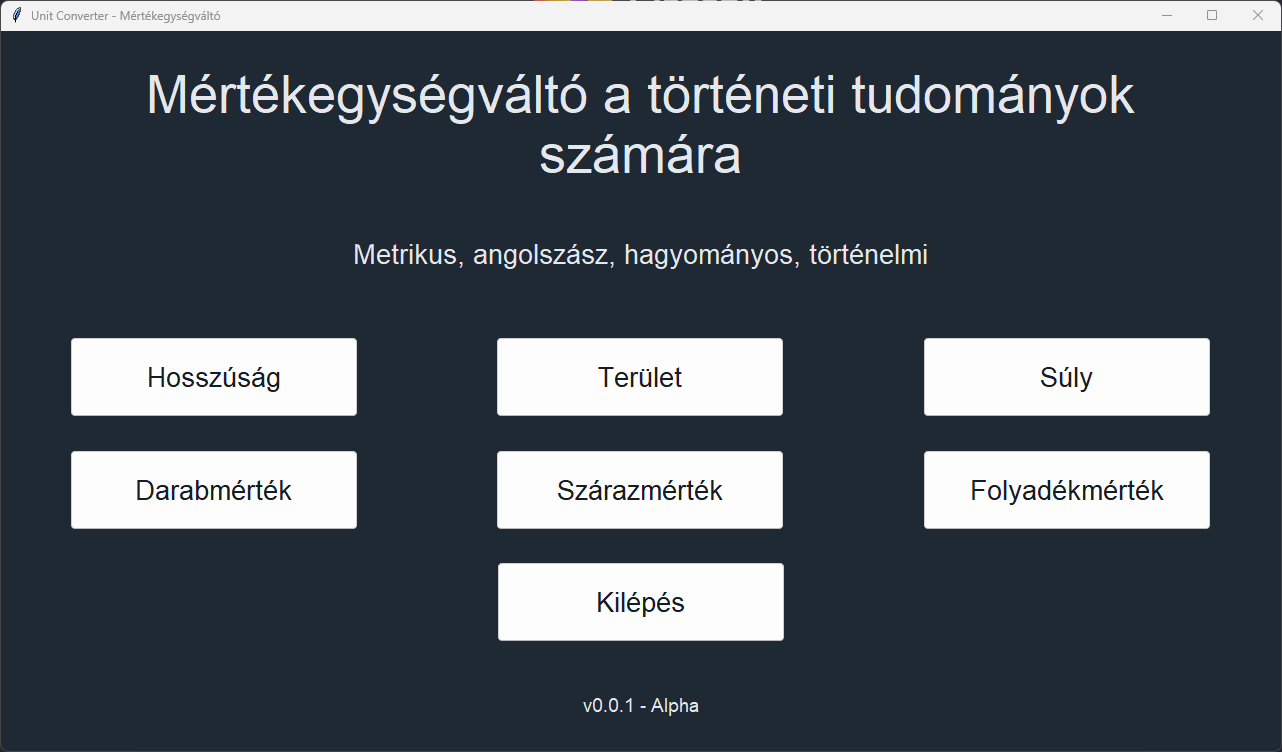 Unit Converter - Mértékegységváltó
Mértékegységváltó a történeti tudományok
számára
Metrikus, angolszász, hagyományos, történelmi
Hosszúság
Terület
Súly
Darabmérték
Szárazmérték
Folyadékmérték
Kilépés
v0.0.1 - Alpha